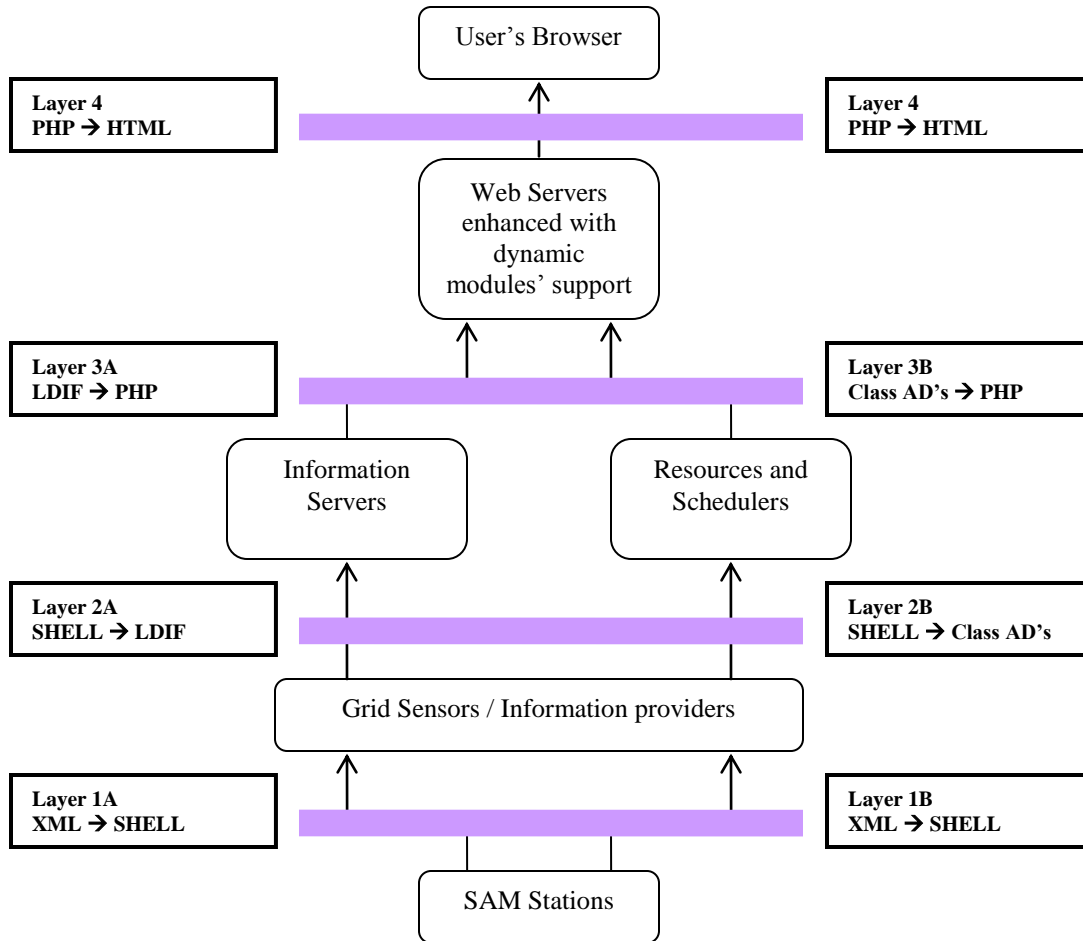 User’s Browser
Layer 4
PHP → HTML
Layer 4
PHP → HTML
Web Servers
enhanced with
dynamic
modules’ support
Layer 3A
LDIF → PHP
Layer 3B
Class AD’s → PHP
Information
Servers
Resources and
Schedulers
Layer 2A
SHELL → LDIF
Layer 2B
SHELL → Class AD’s
Grid Sensors / Information providers
Layer 1A
XML → SHELL
Layer 1B
XML → SHELL
SAM Stations